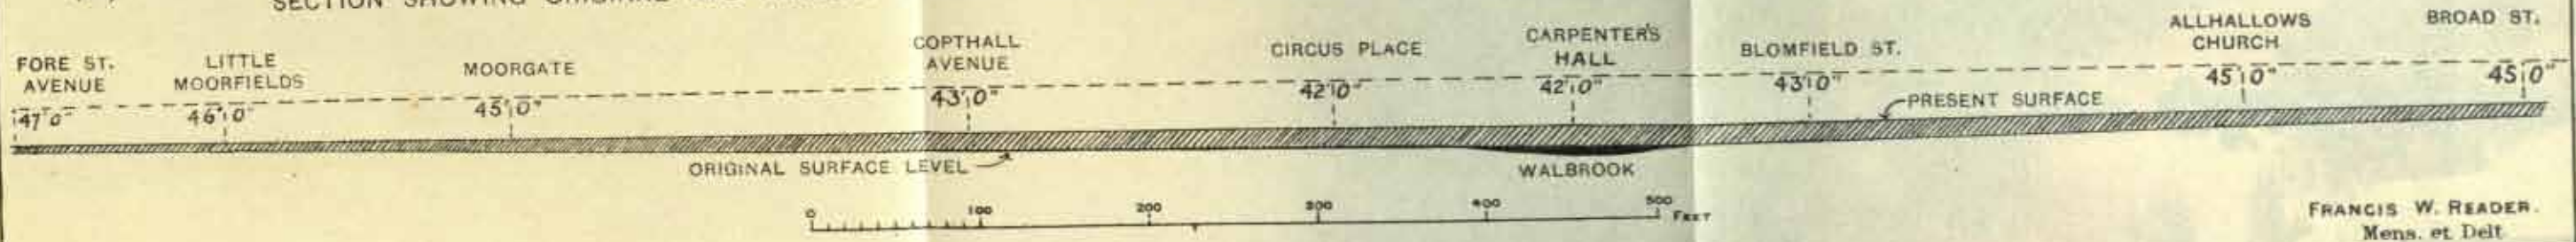 SECTION SHOWING ORIGINAL
FORE ST.
AVENUE
LITTLE
MOORFIELDS
MOORGATE
COPTHALL
AVENUE
CIRCUS PLACE
CARPENTER'S
HALL
BLOMFIELD ST.
ALLHALLOWS
CHURCH
BROAD ST.
47'0"
46'0"
45'0"
43'0"
42'0"
42'0"
43'0"
45'0"
45'0"
PRESENT SURFACE
ORIGINAL SURFACE LEVEL
WALBROOK
0 100 200 300 400 500 FEET
FRANCIS W. READER.
Mens. et Delt